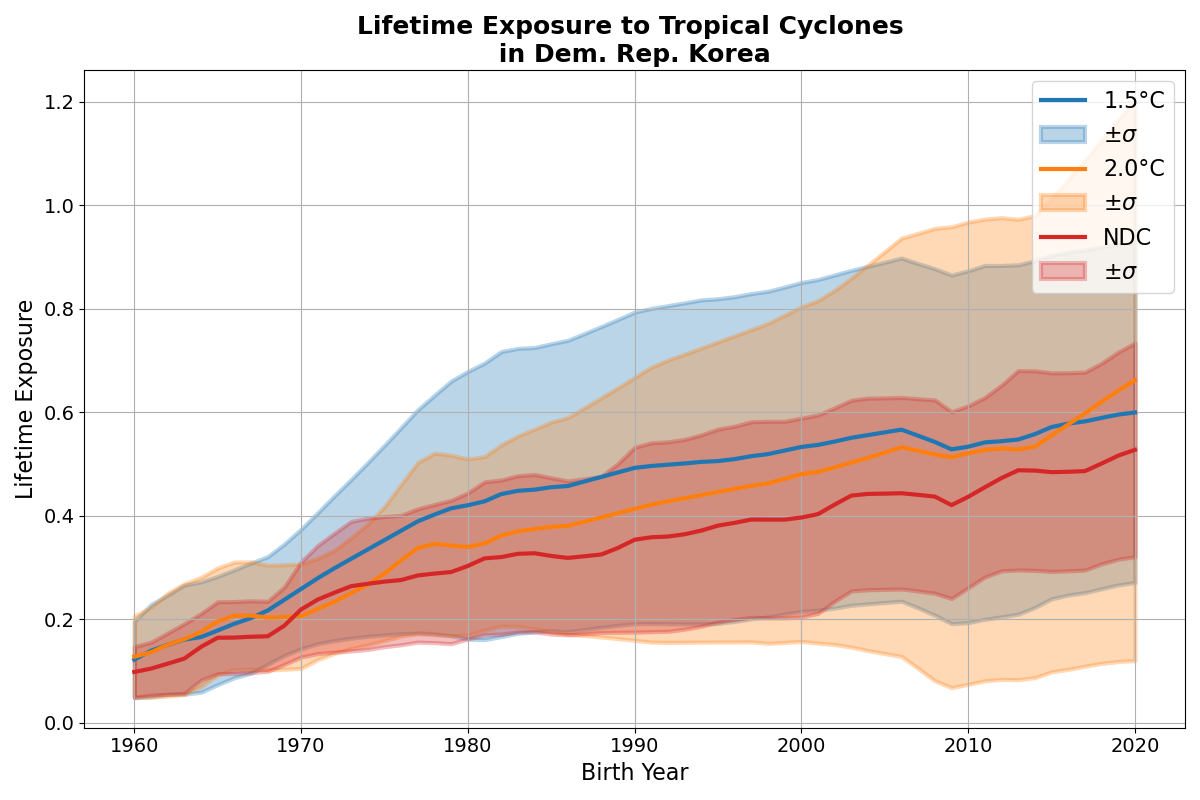 Lifetime Exposure to Tropical Cyclones
in Dem. Rep. Korea
1.2
1.0
0.8
0.6
0.4
0.2
0.0
Lifetime Exposure
1.5°C
±σ
2.0°C
±σ
NDC
±σ
1960
1970
1980
1990
2000
2010
2020
Birth Year